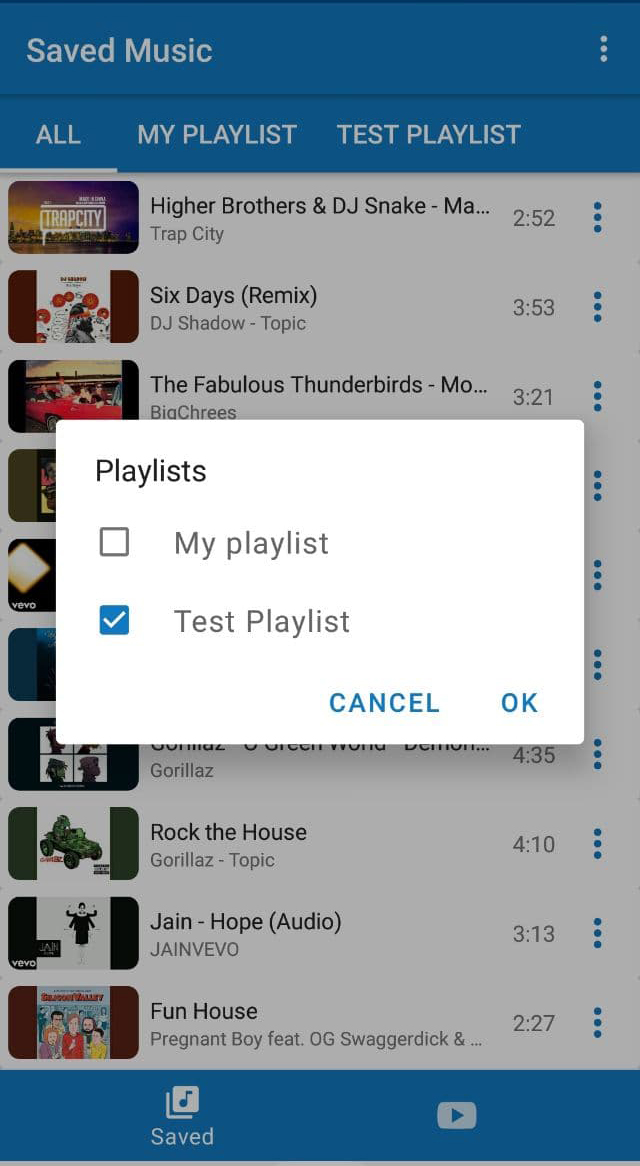 Saved Music
ALL MY PLAYLIST TEST PLAYLIST
TRAPCITY
Higher Brothers & DJ Snake - Ma...
2:52
Trap City
Six Days (Remix)
3:53
DJ Shadow - Topic
The Fabulous Thunderbirds - Mo...
3:21
BigChrees
Playlists
My playlist
vevo
Test Playlist
CANCEL OK
Gorillaz - O Green World - Demon...
4:35
Gorillaz
Rock the House
4:10
Gorillaz - Topic
Jain - Hope (Audio)
3:13
JAINVEVO
JAIN
vevo
SILICON VALLEY
Fun House
2:27
Pregnant Boy feat. OG Swaggerdick & ...
Saved